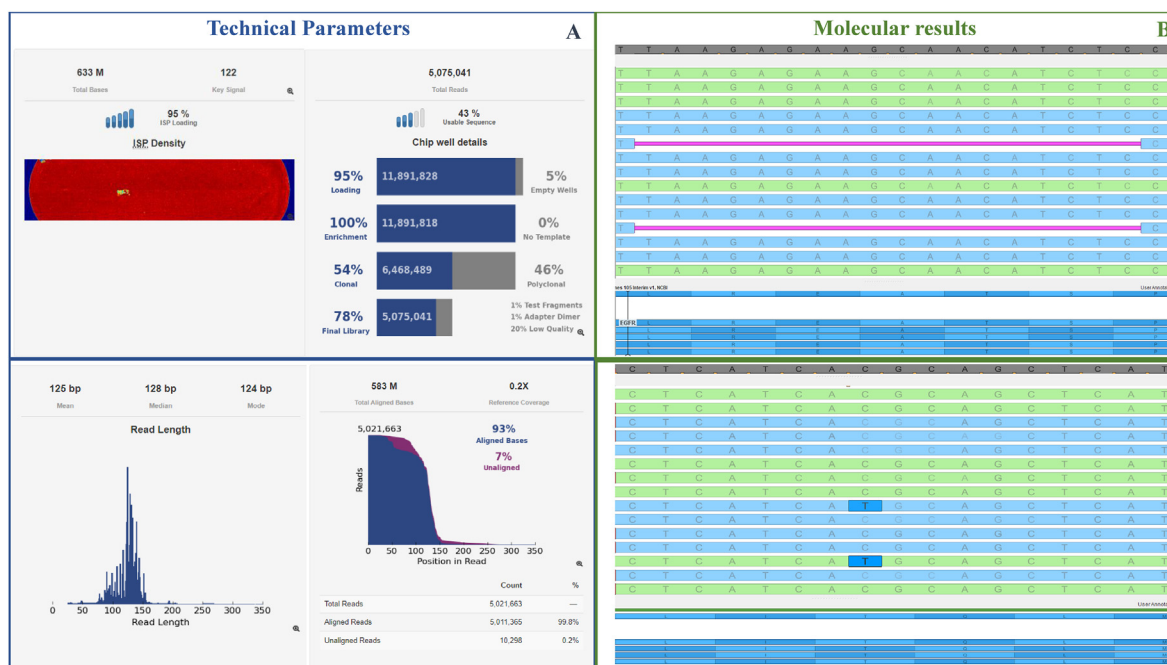 Technical Parameters
A
633 M
Total Bases
122
Key Signal
95 %
ISP Loading
ISP Density
5,075,041
Total Reads
43 %
Usable Sequence
Chip well details
95%
Loading
11,891,828
5%
Empty Wells
100%
Enrichment
11,891,818
0%
No Template
54%
Clonal
6,468,489
46%
Polyclonal
78%
Final Library
5,075,041
1% Test Fragments
1% Adapter Dimer
20% Low Quality
125 bp
Mean
128 bp
Median
124 bp
Mode
Read Length
0 50 100 150 200 250 300 350
Read Length
583 M
Total Aligned Bases
0.2X
Reference Coverage
5,021,663
93%
Aligned Bases
7%
Unaligned
Reads
0 50 100 150 200 250 300 350
Position in Read
Count %
Total Reads 5,021,663 —
Aligned Reads 5,011,365 99.8%
Unaligned Reads 10,298 0.2%
Molecular results
B
T T A A G A G A A G C A A C A T C T C C
T T A A G A G A A G C A A C A T C T C C
T T A A G A G A A G C A A C A T C T C C
T T A A G A G A A G C A A C A T C T C C
T T A A G A G A A G C A A C A T C T C C
T T A A G A G A A G C A A C A T C T C C
T C
T T A A G A G A A G C A A C A T C T C C
T T A A G A G A A G C A A C A T C T C C
T T A A G A G A A G C A A C A T C T C C
T T A A G A G A A G C A A C A T C T C C
T T A A G A G A A G C A A C A T C T C C
T C
T T A A G A G A A G C A A C A T C T C C
T T A A G A G A A G C A A C A T C T C C
T T A A G A G A A G C A A C A T C T C C
EGFR
C T C A T C A C G C A G C T C A T
C T C A T C A C G C A G C T C A T
C T C A T C A C G C A G C T C A T
C T C A T C A C G C A G C T C A T
C T C A T C A C G C A G C T C A T
C T C A T C A C G C A G C T C A T
C T C A T C A C G C A G C T C A T
C T C A T C A C G C A G C T C A T
C T C A T C A C G C A G C T C A T
C T C A T C A T G C A G C T C A T
C T C A T C A C G C A G C T C A T
C T C A T C A C G C A G C T C A T
C T C A T C A C G C A G C T C A T
C T C A T C A T G C A G C T C A T
C T C A T C A C G C A G C T C A T
C T C A T C A C G C A G C T C A T